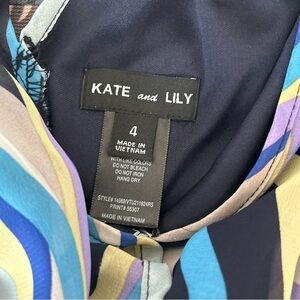 KATE and LILY
4
MADE IN
VIETNAM
WITH LIKE COLORS
DO NOT BLEACH
DO NOT IRON
HANG DRY
MADE IN VIETNAM